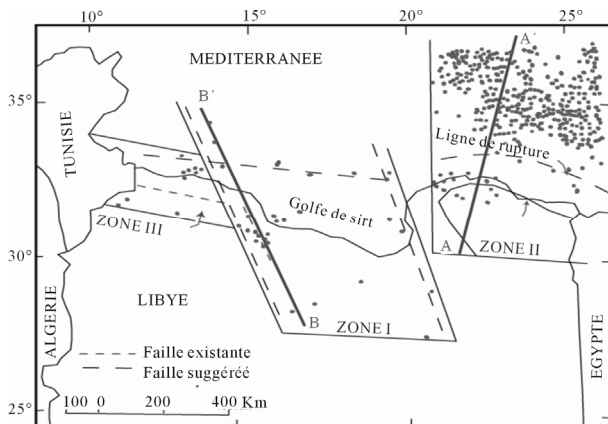 10°
15°
20°
25°
MEDITERRANEE
A´
B´
35°
TUNISIE
Ligne de rupture
Golfe de sirt
ZONE III
A
ZONE II
30°
LIBYE
ALGERIE
B
ZONE I
EGYPTE
Faille existante
Faille suggéréé
25°
100 0 200 400 Km